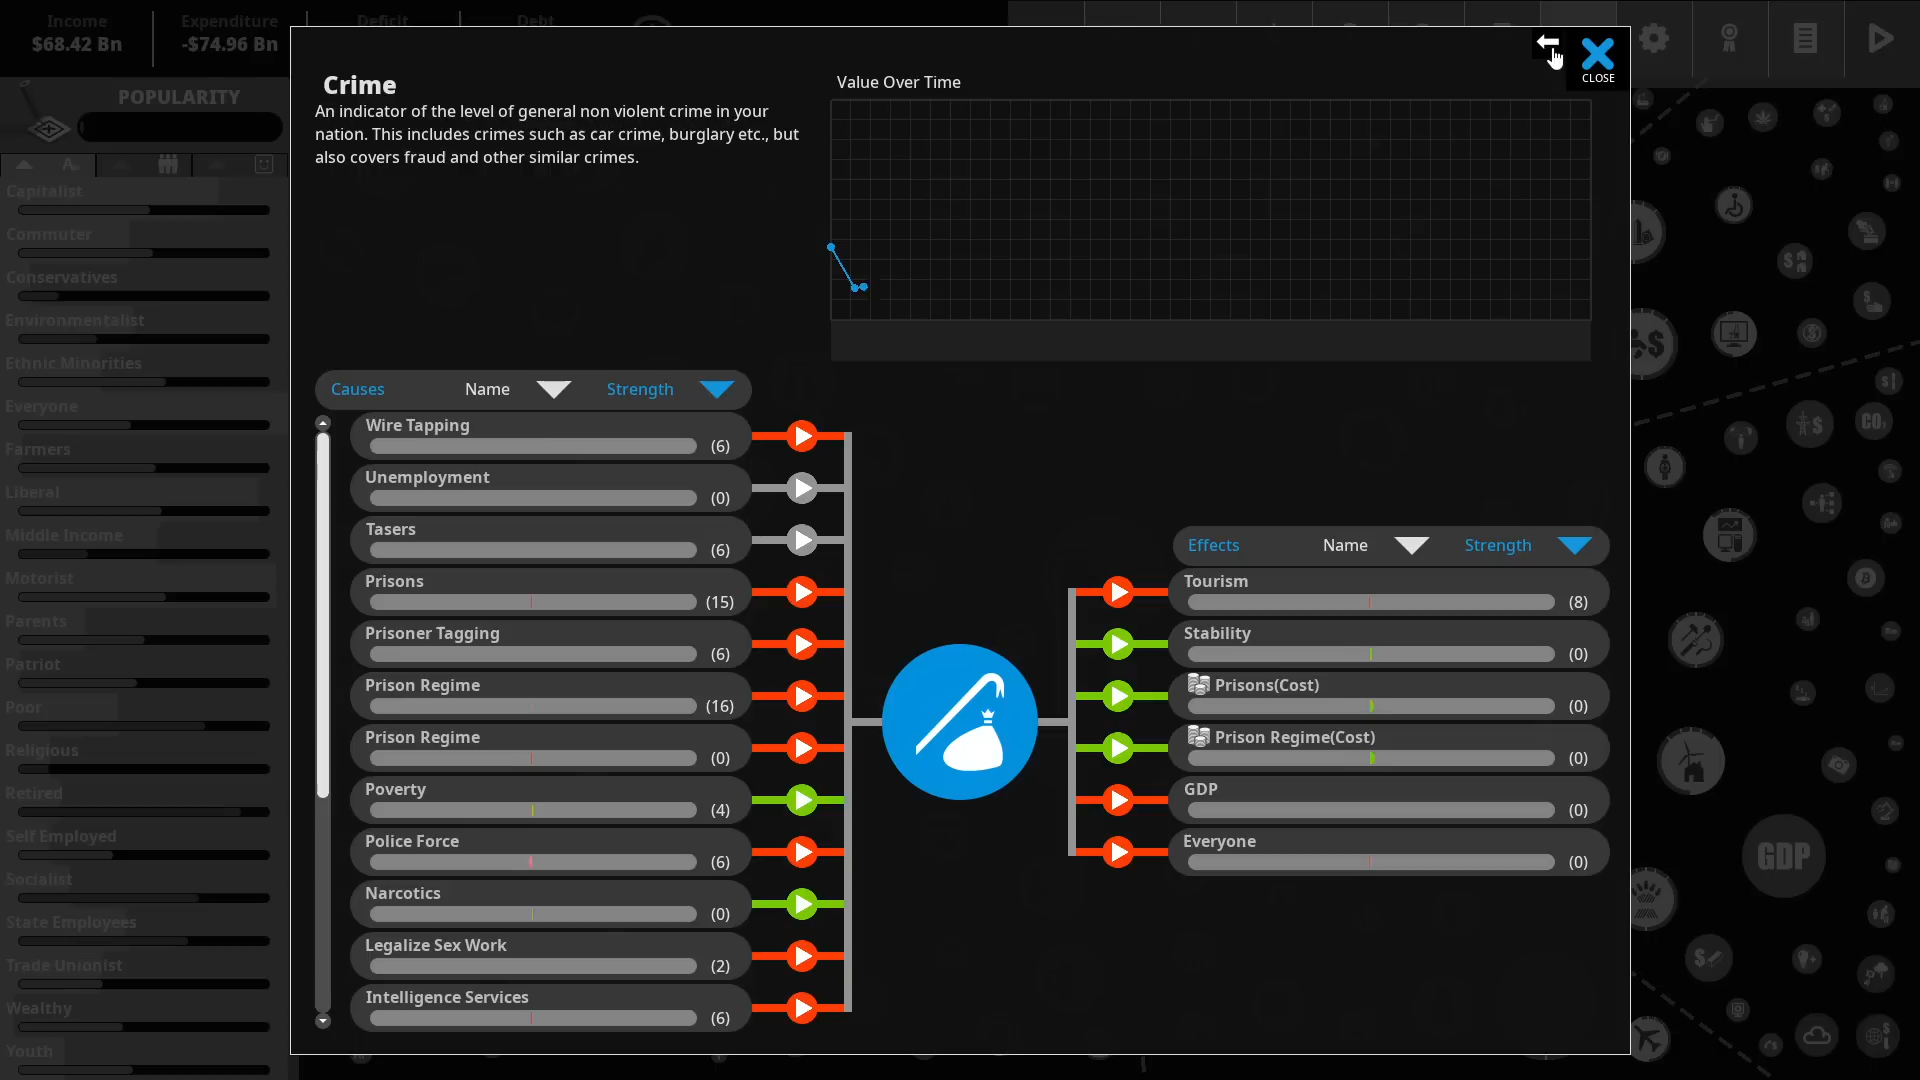 Income
$68.42 Bn
Expenditure
-$74.96 Bn
Deficit
Debt
POPULARITY
Capitalist
Commuter
Conservatives
Environmentalist
Ethnic Minorities
Everyone
Farmers
Liberal
Middle Income
Motorist
Parents
Patriot
Poor
Religious
Retired
Self Employed
Socialist
State Employees
Trade Unionist
Wealthy
Youth
Crime
An indicator of the level of general non violent crime in your
nation. This includes crimes such as car crime, burglary etc., but
also covers fraud and other similar crimes.
Value Over Time
CLOSE
Causes Name Strength
Wire Tapping
(6)
Unemployment
(0)
Tasers
(6)
Prisons
(15)
Prisoner Tagging
(6)
Prison Regime
(16)
Prison Regime
(0)
Poverty
(4)
Police Force
(6)
Narcotics
(0)
Legalize Sex Work
(2)
Intelligence Services
(6)
Effects Name Strength
Tourism
(8)
Stability
(0)
Prisons(Cost)
(0)
Prison Regime(Cost)
(0)
GDP
(0)
Everyone
(0)
CO₂
GDP